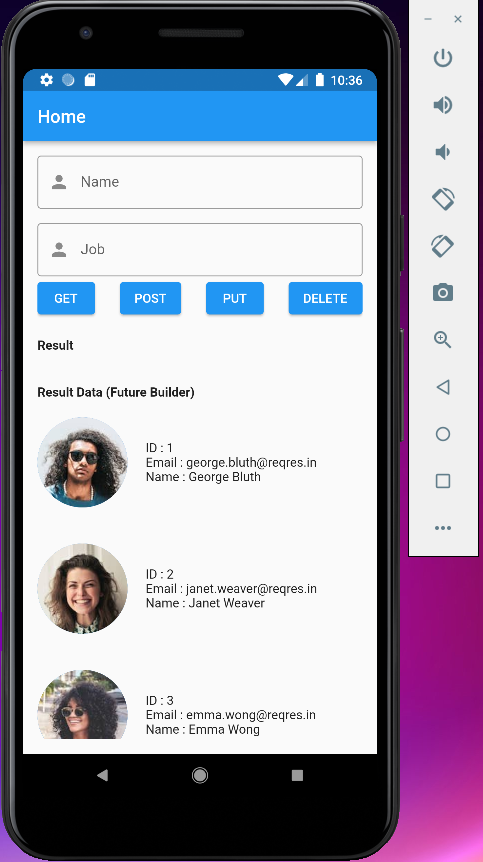 10:36
Home
Name
Job
GET POST PUT DELETE
Result
Result Data (Future Builder)
ID : 1
Email : george.bluth@reqres.in
Name : George Bluth
ID : 2
Email : janet.weaver@reqres.in
Name : Janet Weaver
ID : 3
Email : emma.wong@reqres.in
Name : Emma Wong